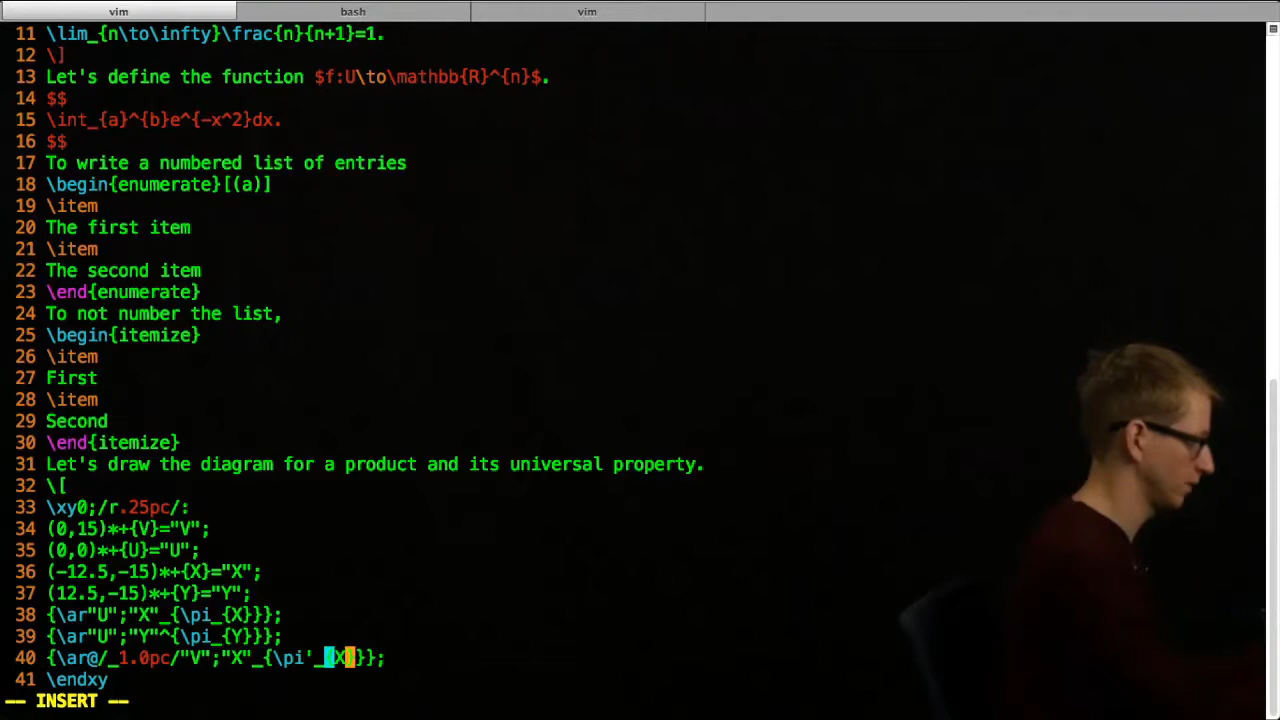 vim bash vim
11 \lim_{n\to\infty}\frac{n}{n+1}=1.
12 \]
13 Let's define the function $f:U\to\mathbb{R}^{n}$.
14 $$
15 \int_{a}^{b}e^{-x^2}dx.
16 $$
17 To write a numbered list of entries
18 \begin{enumerate}[(a)]
19 \item
20 The first item
21 \item
22 The second item
23 \end{enumerate}
24 To not number the list,
25 \begin{itemize}
26 \item
27 First
28 \item
29 Second
30 \end{itemize}
31 Let's draw the diagram for a product and its universal property.
32 \[
33 \xy0;/r.25pc/:
34 (0,15)*+{V}="V";
35 (0,0)*+{U}="U";
36 (-12.5,-15)*+{X}="X";
37 (12.5,-15)*+{Y}="Y";
38 {\ar"U";"X"_{\pi_{X}}};
39 {\ar"U";"Y"^{\pi_{Y}}};
40 {\ar@/_1.0pc/"V";"X"_{\pi'_{X}}};
41 \endxy
-- INSERT --